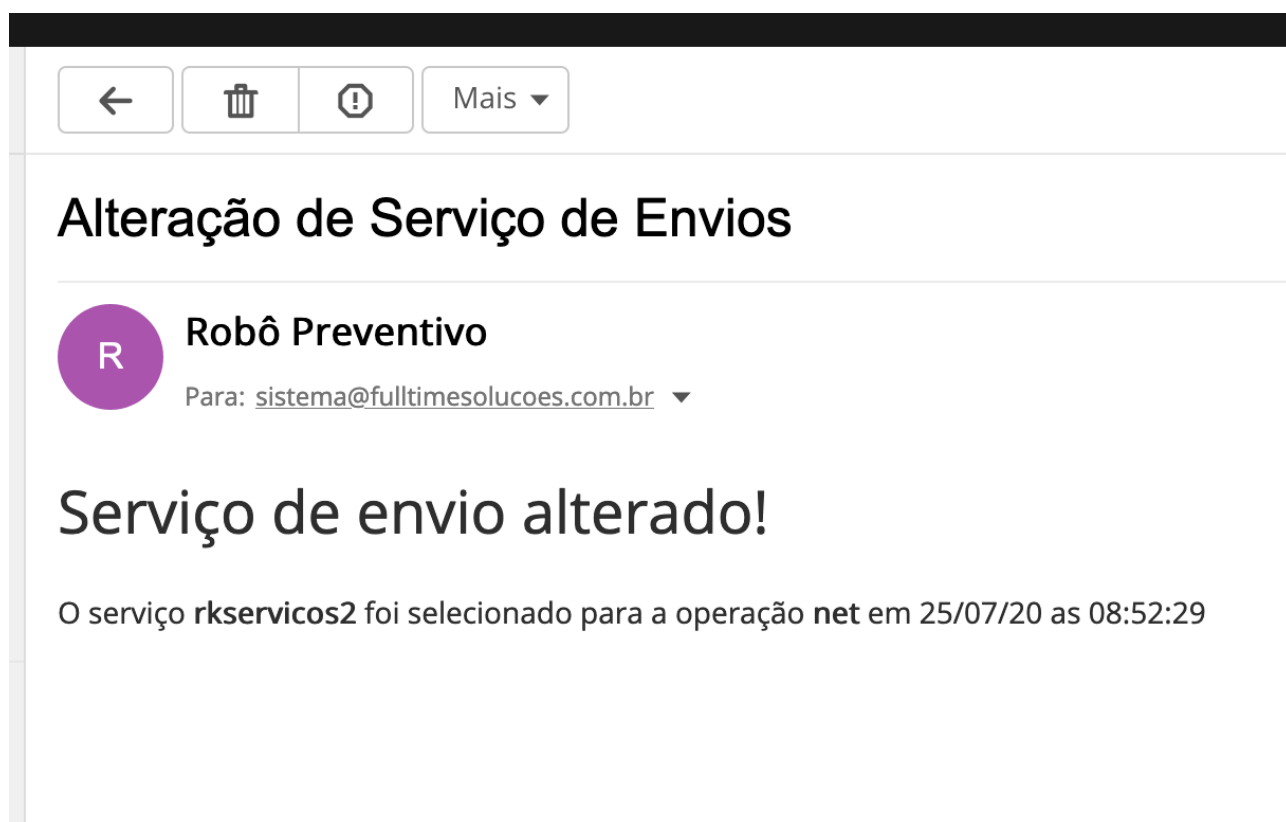 Mais
Alteração de Serviço de Envios
R
Robô Preventivo
Para: sistema@fulltimesolucoes.com.br
Serviço de envio alterado!
O serviço rkservicos2 foi selecionado para a operação net em 25/07/20 as 08:52:29